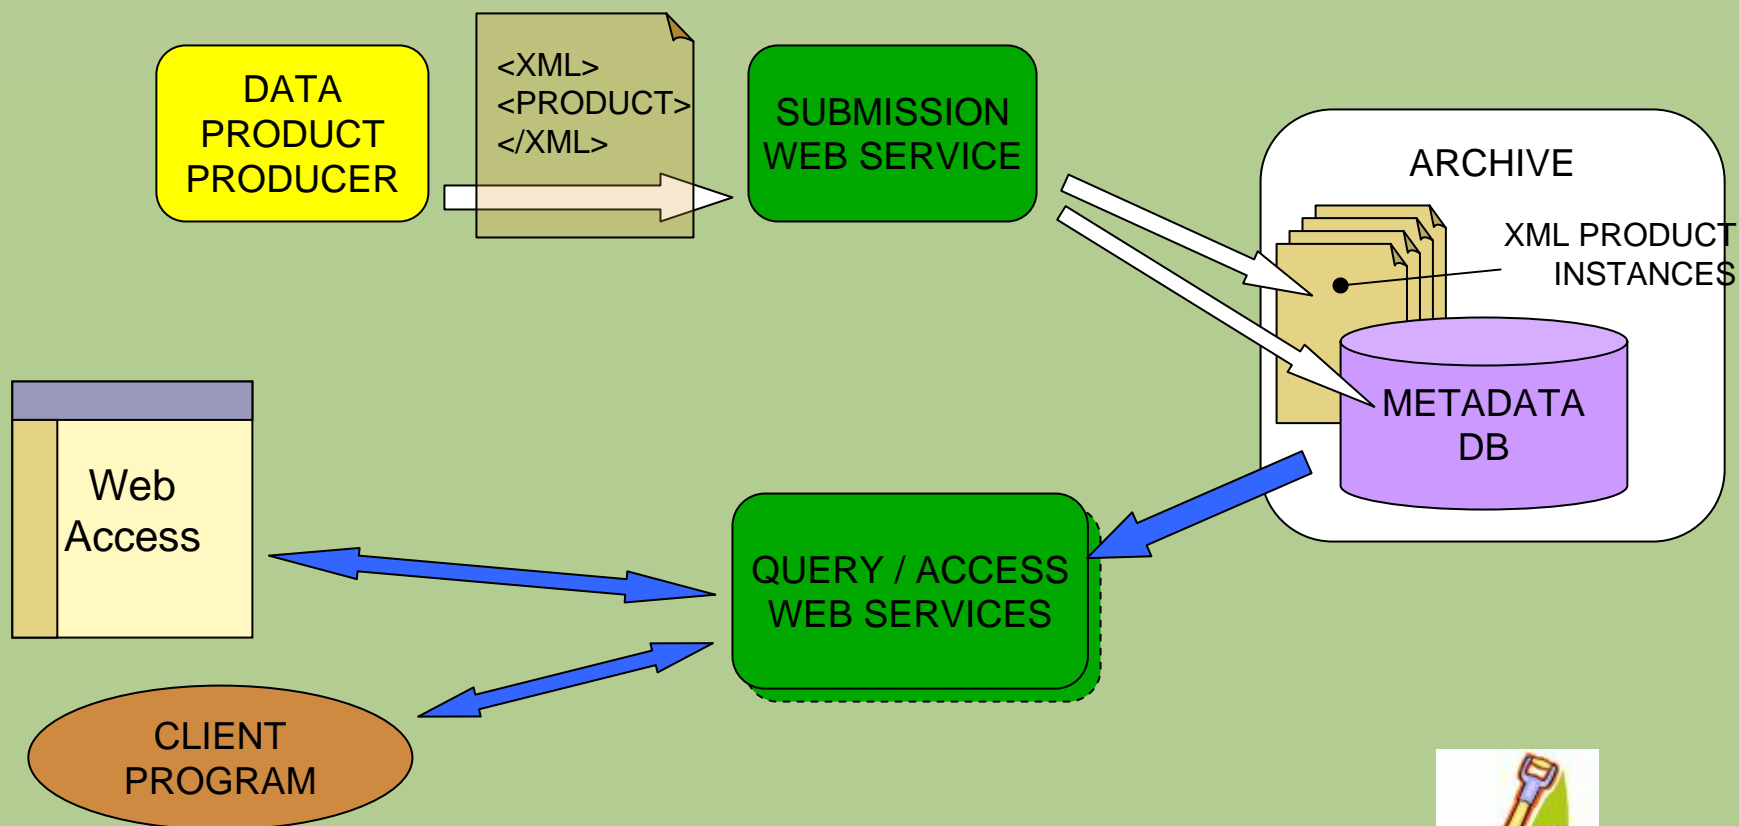 DATA
PRODUCT
PRODUCER
<XML>
<PRODUCT>
</XML>
SUBMISSION
WEB SERVICE
ARCHIVE
XML PRODUCT
INSTANCES
METADATA
DB
Web
Access
QUERY / ACCESS
WEB SERVICES
CLIENT
PROGRAM